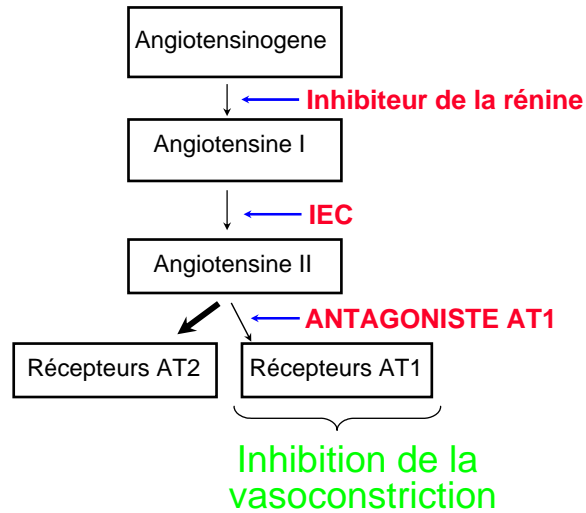 Angiotensinogene
Inhibiteur de la rénine
Angiotensine I
IEC
Angiotensine II
ANTAGONISTE AT1
Récepteurs AT2
Récepteurs AT1
Inhibition de la
vasoconstriction